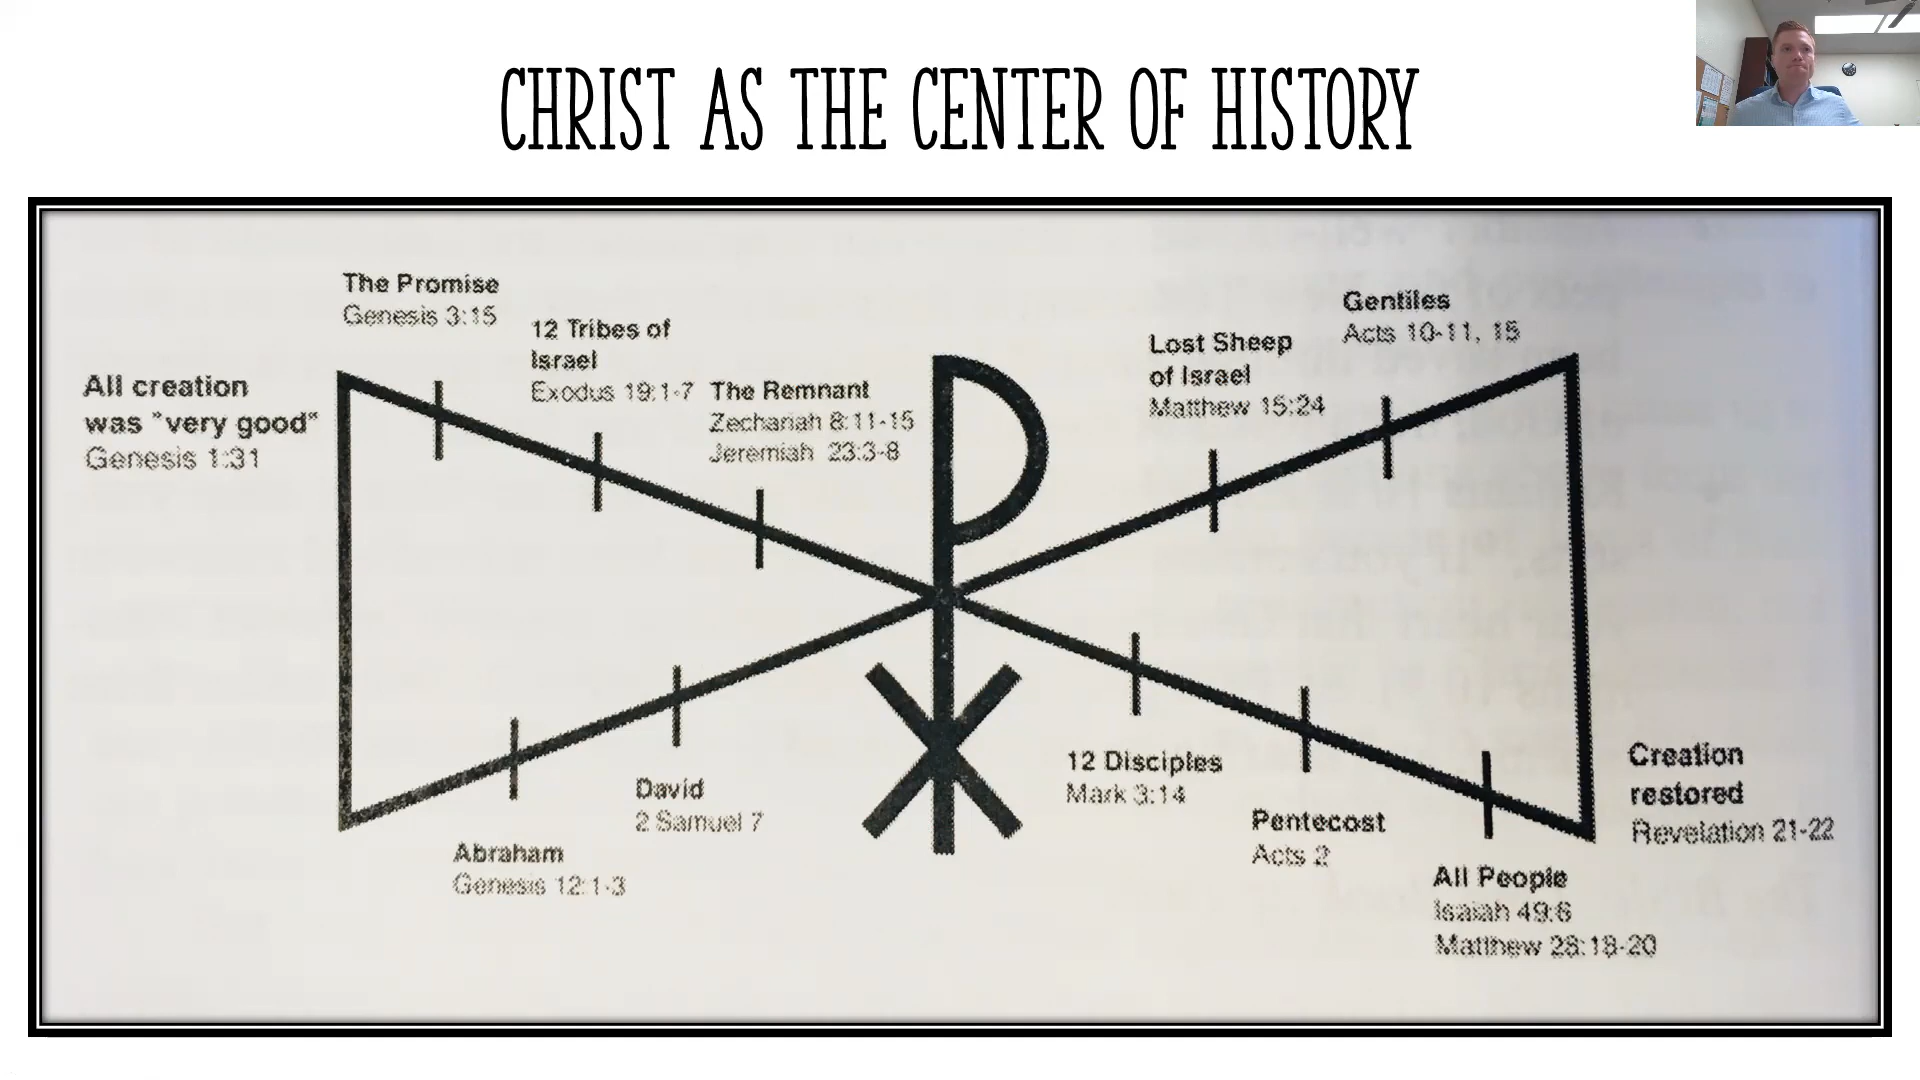 CHRIST AS THE CENTER OF HISTORY
The Promise
Genesis 3:15
12 Tribes of
Israel
Exodus 19:1-7
The Remnant
Zechariah 8:11-15
Jeremiah 23:3-8
All creation
was "very good"
Genesis 1:31
Abraham
Genesis 12:1-3
David
2 Samuel 7
Lost Sheep
of Israel
Matthew 15:24
Gentiles
Acts 10-11, 15
12 Disciples
Mark 3:14
Pentecost
Acts 2
All People
Isaiah 49:6
Matthew 28:18-20
Creation
restored
Revelation 21-22